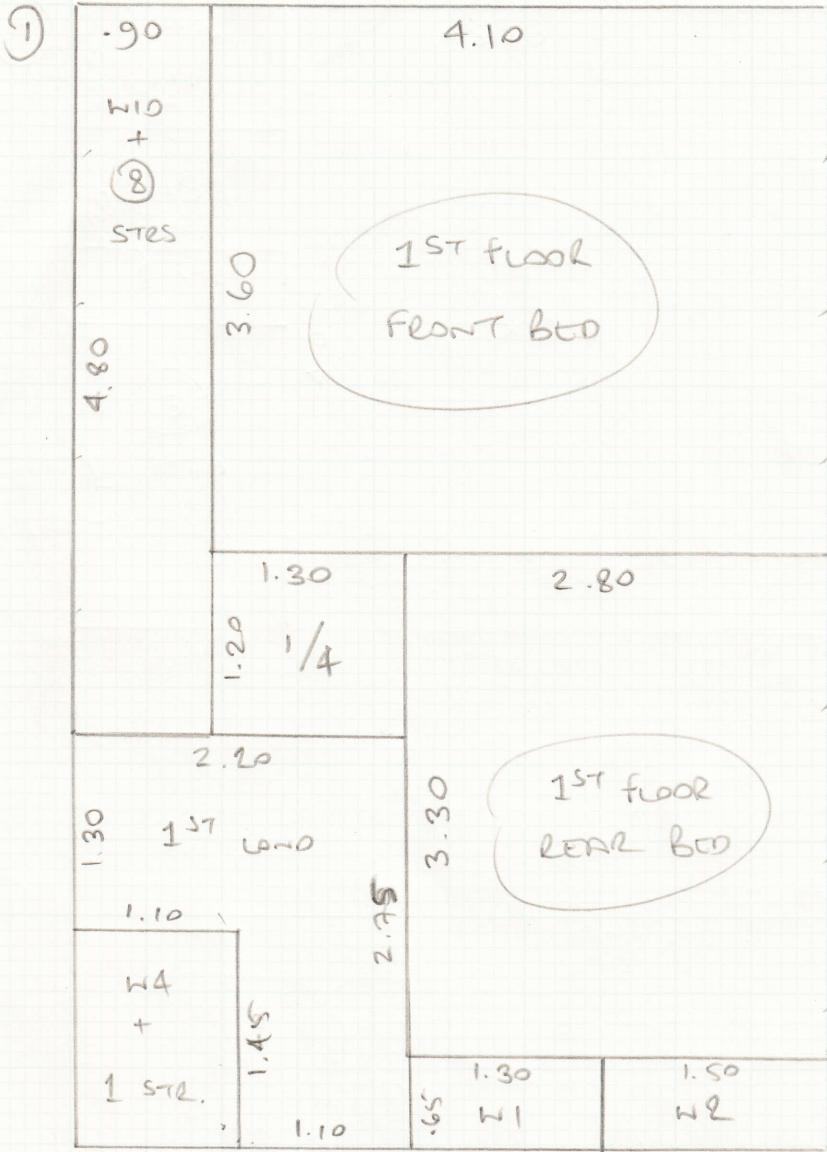 ①
.90
4.10
W10
+
⑧
STRS
1ST FLOOR
FRONT BED
3.60
4.80
1.30
2.80
1.20
1/4
2.20
1.30
1ST LAND
1ST FLOOR
REAR BED
3.30
1.10
2.75
W4
+
1 STR.
1.45
1.10
1.30
1.50
.65
W1
W2